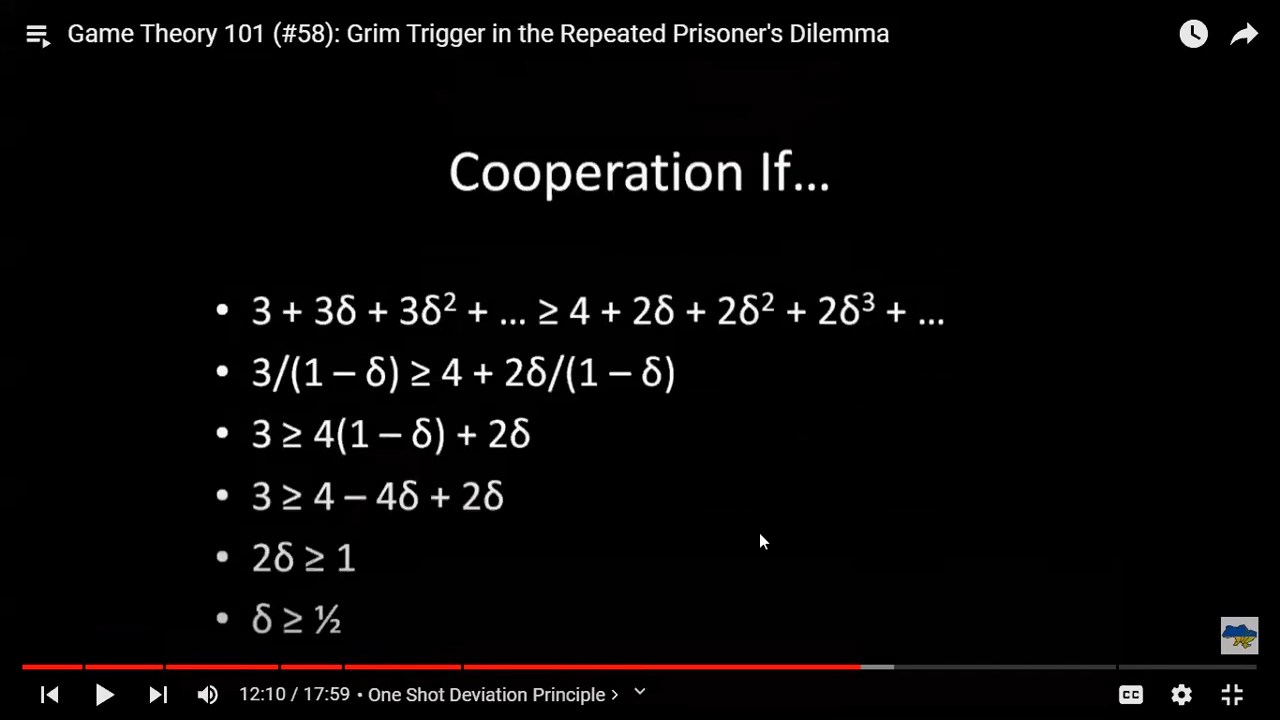 Game Theory 101 (#58): Grim Trigger in the Repeated Prisoner's Dilemma
Cooperation If...
• 3 + 3δ + 3δ² + ... ≥ 4 + 2δ + 2δ² + 2δ³ + ...
• 3/(1 – δ) ≥ 4 + 2δ/(1 – δ)
• 3 ≥ 4(1 – δ) + 2δ
• 3 ≥ 4 – 4δ + 2δ
• 2δ ≥ 1
• δ ≥ ½
12:10 / 17:59 • One Shot Deviation Principle
CC